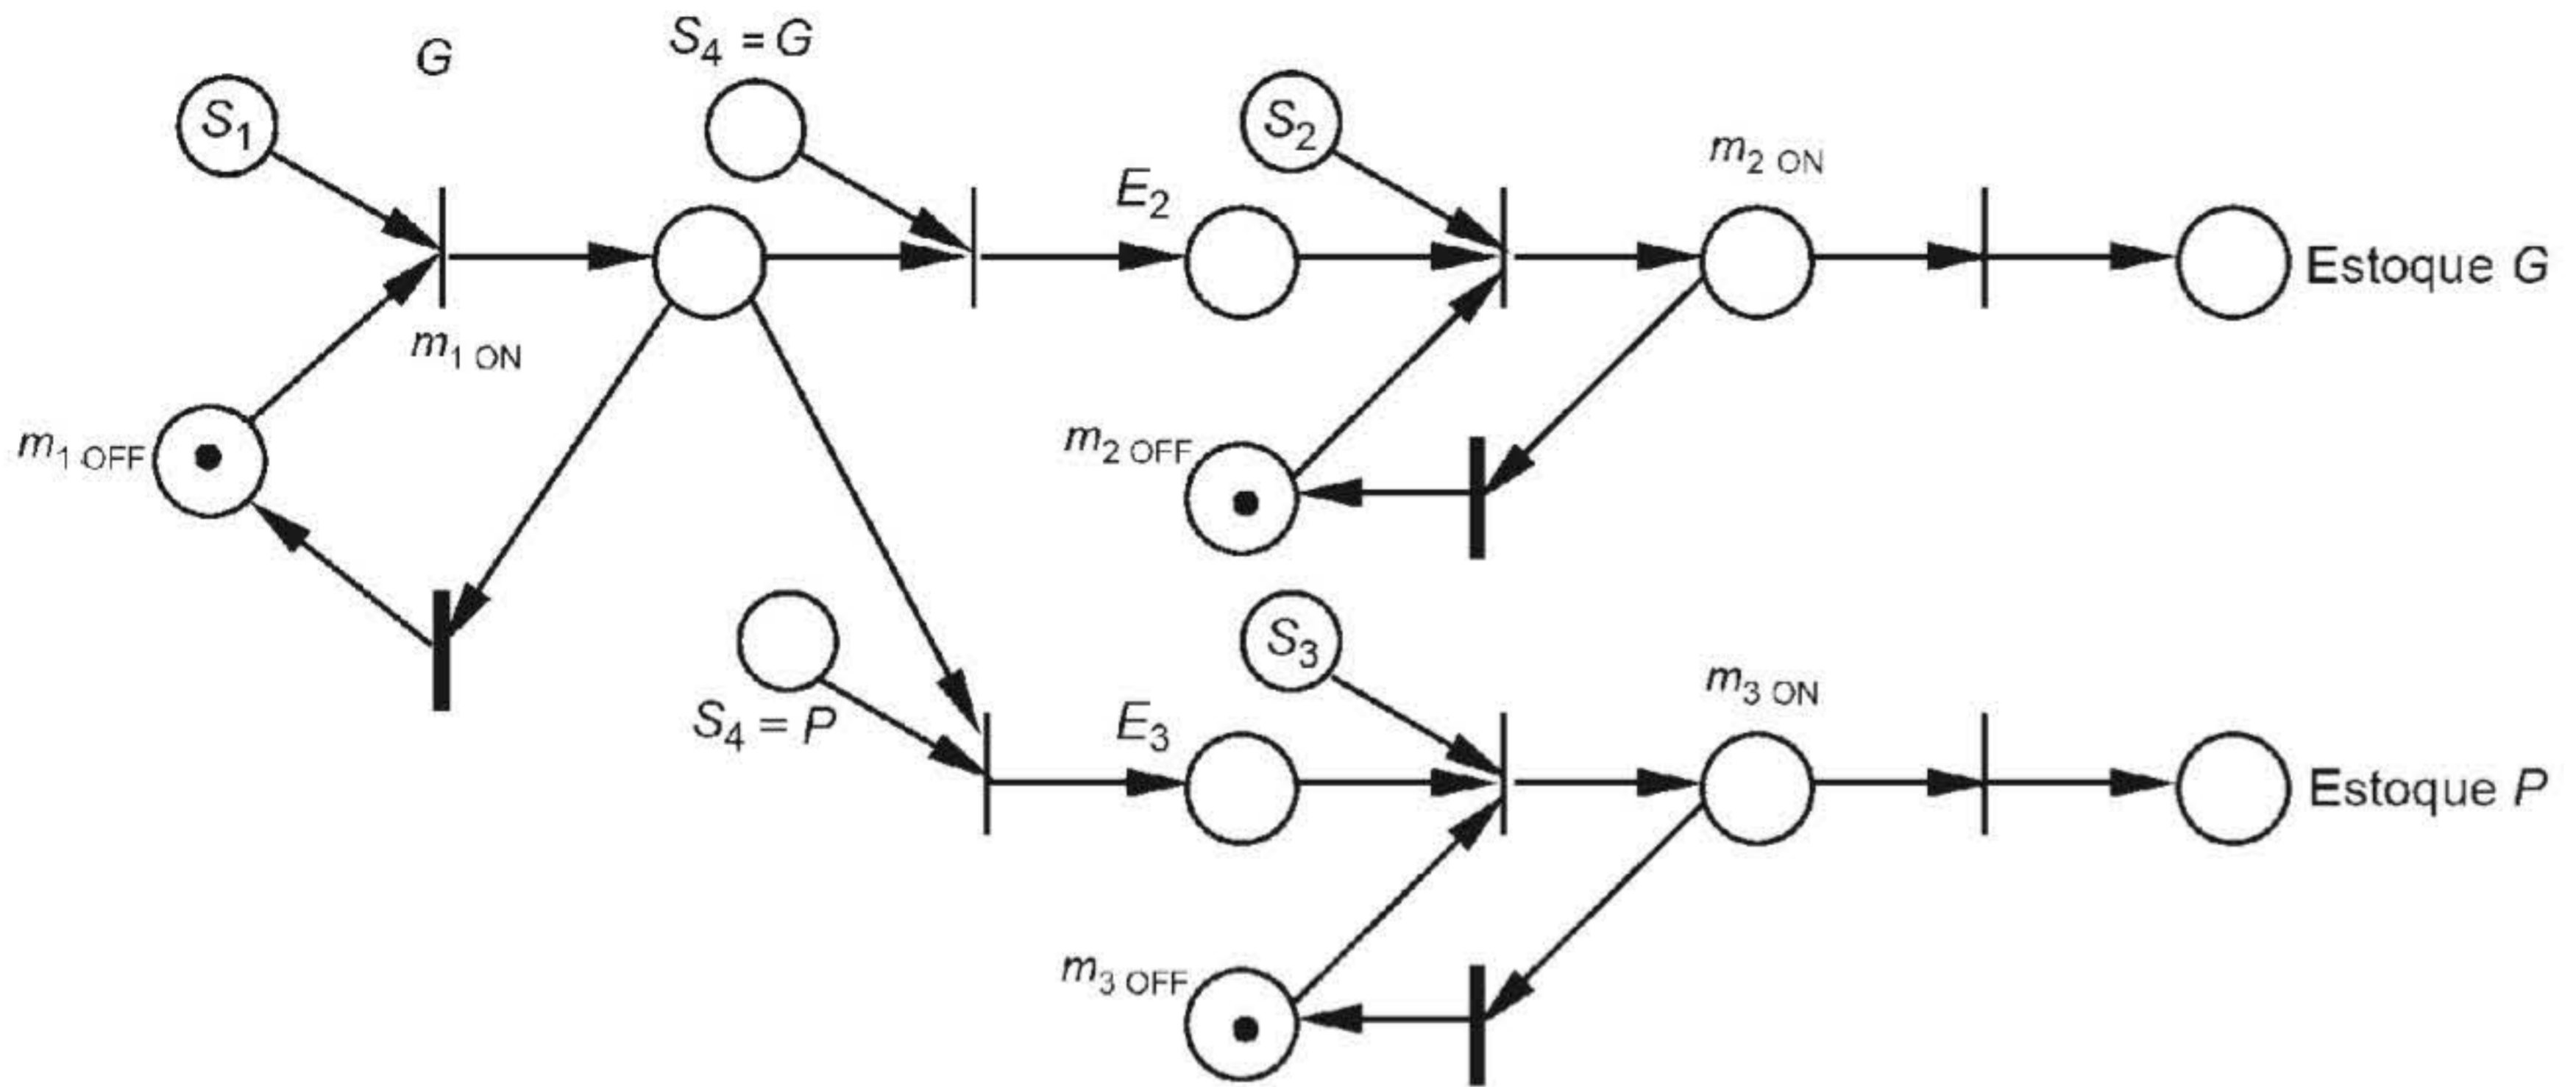 G
S₄ = G
S₁
S₂
m₂ ON
E₂
Estoque G
m₁ ON
m₁ OFF
m₂ OFF
S₃
S₄ = P
E₃
m₃ ON
Estoque P
m₃ OFF